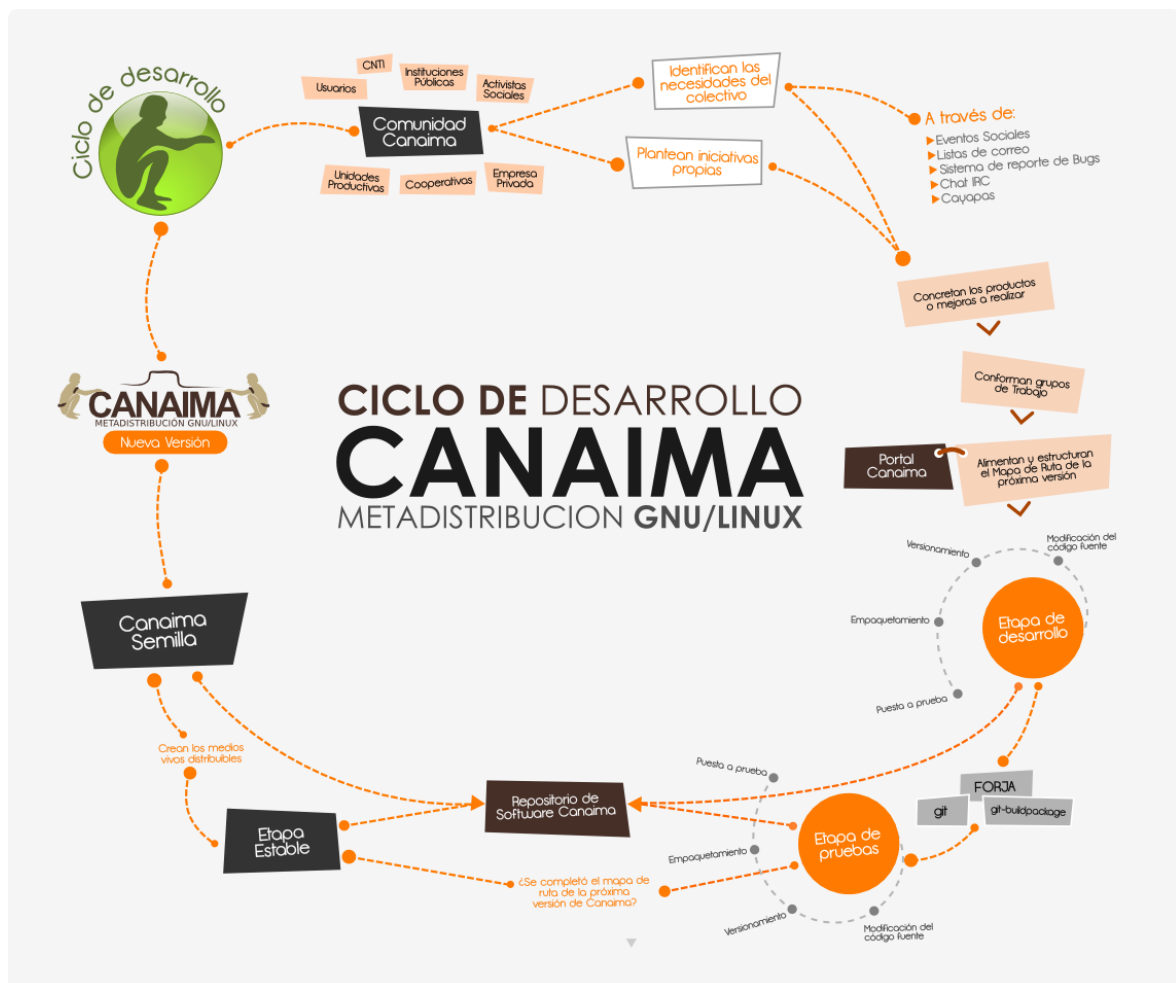 Ciclo de desarrollo
CNTI
Usuarios
Instituciones
Públicas
Activistas
Sociales
Comunidad
Canaima
Unidades
Productivas
Cooperativas
Empresa
Privada
Identifican las
necesidades del
colectivo
Plantean iniciativas
propias
A través de:
Eventos Sociales
Listas de correo
Sistema de reporte de Bugs
Chat IRC
Cayapas
Concretan los productos
o mejoras a realizar
Conforman grupos
de Trabajo
Portal
Canaima
Alimentan y estructuran
el Mapa de Ruta de la
próxima versión
CANAIMA
METADISTRIBUCIÓN GNU/LINUX
Nueva Versión
CICLO DE DESARROLLO
CANAIMA
METADISTRIBUCION GNU/LINUX
Modificación del
código fuente
Versionamiento
Empaquetamiento
Puesta a prueba
Etapa de
desarrollo
Canaima
Semilla
Crean los medios
vivos distribuibles
Etapa
Estable
Repositorio de
Software Canaima
¿Se completó el mapa de
ruta de la próxima
versión de Canaima?
Puesta a prueba
Empaquetamiento
Versionamiento
Modificación del
código fuente
Etapa de
pruebas
FORJA
git
git-buildpackage